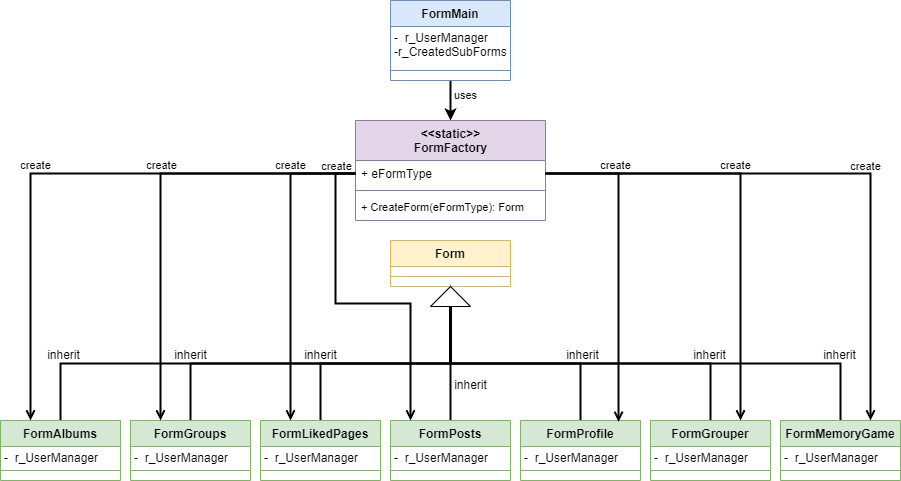 FormMain
-  r_UserManager
-r_CreatedSubForms
uses
<<static>>
FormFactory
+ eFormType
+ CreateForm(eFormType): Form
create
create
create
create
create
create
create
Form
inherit
inherit
inherit
inherit
inherit
inherit
inherit
FormAlbums
-  r_UserManager
FormGroups
-  r_UserManager
FormLikedPages
-  r_UserManager
FormPosts
-  r_UserManager
FormProfile
-  r_UserManager
FormGrouper
-  r_UserManager
FormMemoryGame
-  r_UserManager